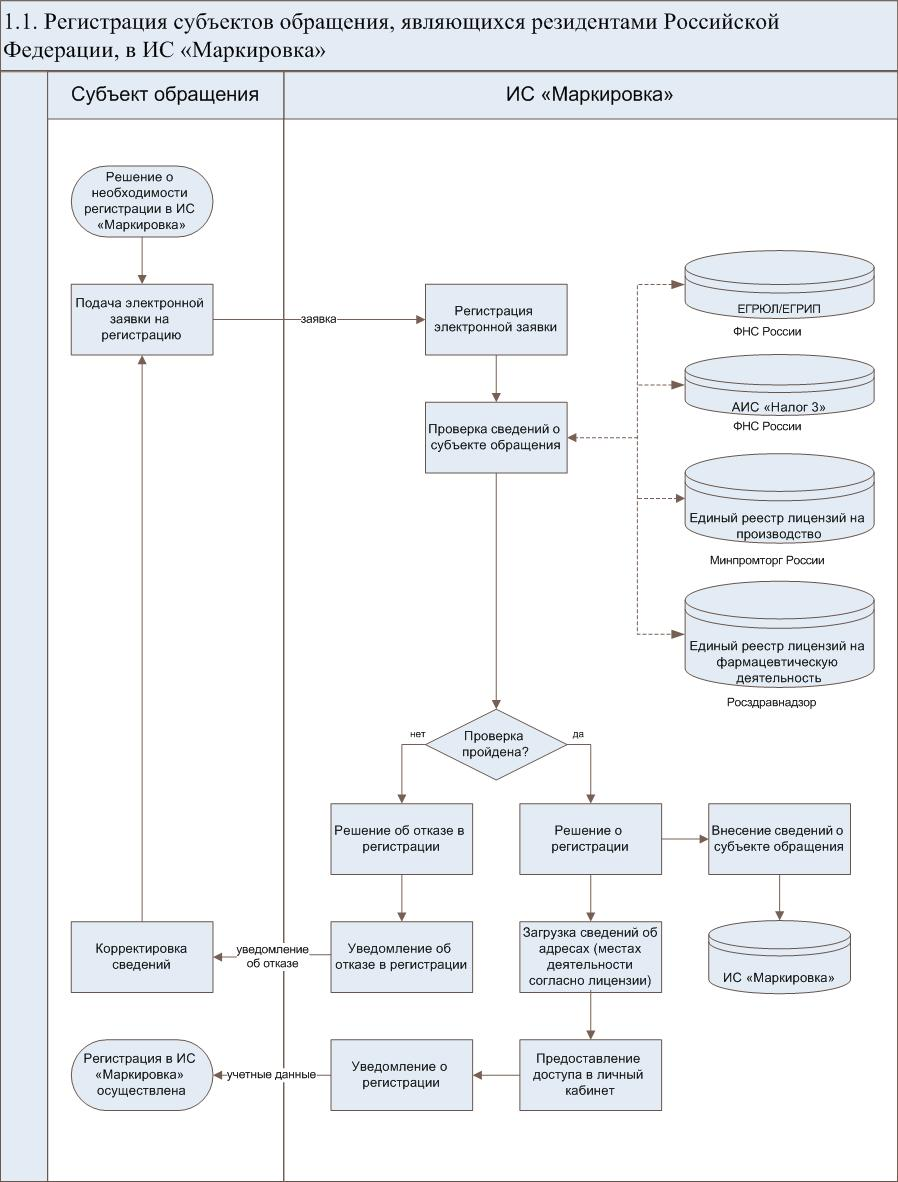 1.1. Регистрация субъектов обращения, являющихся резидентами Российской
Федерации, в ИС «Маркировка»
Субъект обращения
ИС «Маркировка»
Решение о
необходимости
регистрации в ИС
«Маркировка»
Подача электронной
заявки на
регистрацию
заявка
Регистрация
электронной заявки
ЕГРЮЛ/ЕГРИП
ФНС России
АИС «Налог 3»
ФНС России
Проверка сведений о
субъекте обращения
Единый реестр лицензий на
производство
Минпромторг России
Единый реестр лицензий на
фармацевтическую
деятельность
Росздравнадзор
нет
Проверка
пройдена?
да
Решение об отказе в
регистрации
Решение о
регистрации
Внесение сведений о
субъекте обращения
Корректировка
сведений
уведомление
об отказе
Уведомление об
отказе в регистрации
Загрузка сведений об
адресах (местах
деятельности
согласно лицензии)
ИС «Маркировка»
Регистрация в ИС
«Маркировка»
осуществлена
учетные данные
Уведомление о
регистрации
Предоставление
доступа в личный
кабинет